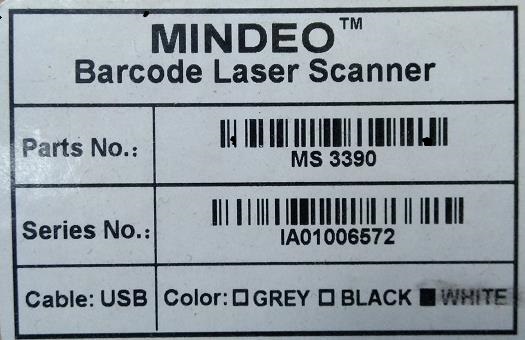 MINDEO™
Barcode Laser Scanner
Parts No.: MS 3390
Series No.: IA01006572
Cable: USB Color: ☐ GREY ☐ BLACK ■ WHITE